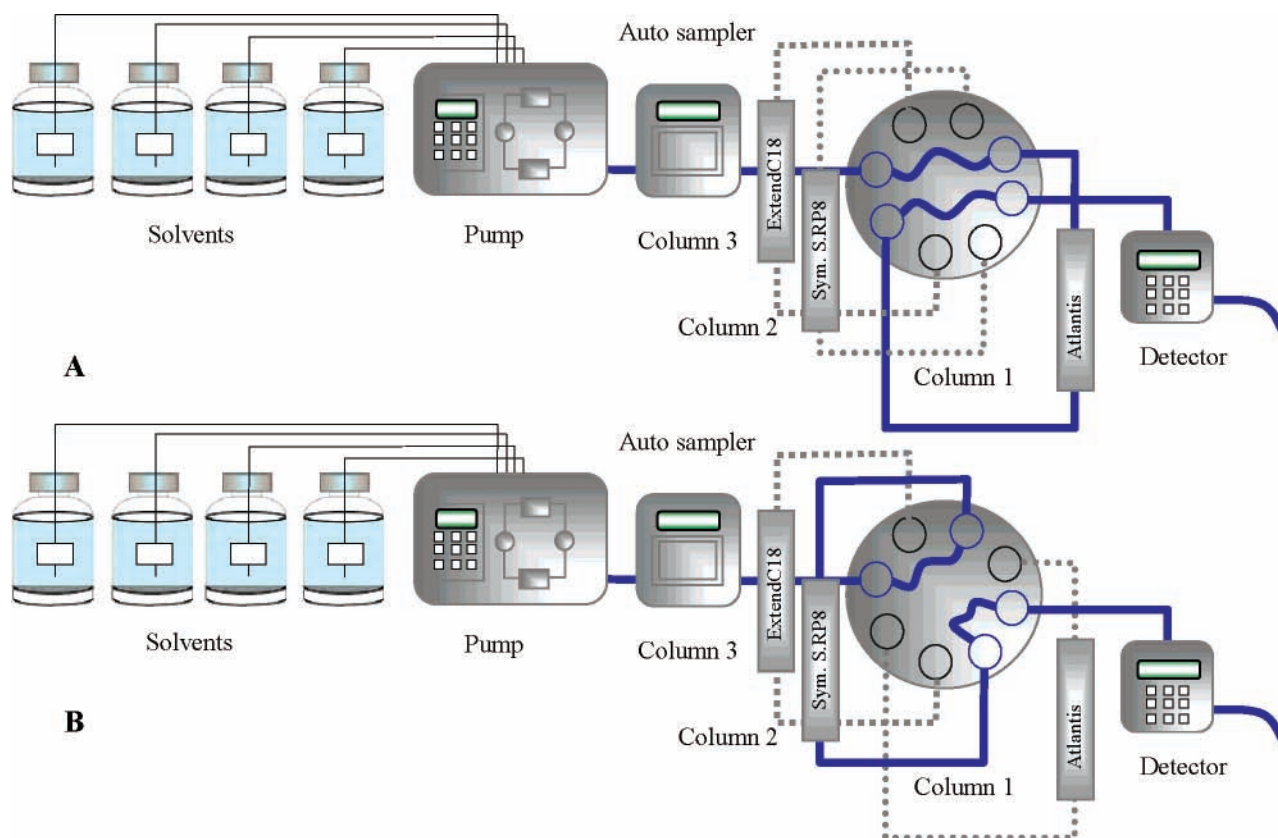 Auto sampler
Solvents
Pump
Column 3
ExtendC18
Sym. S.RP8
Column 2
Column 1
Atlantis
Detector
A
Auto sampler
Solvents
Pump
Column 3
ExtendC18
Sym. S.RP8
Column 2
Column 1
Atlantis
Detector
B